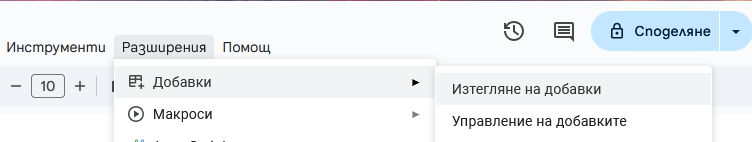 Споделяне
Инструменти Разширения Помощ
10
Добавки
Изтегляне на добавки
Макроси
Управление на добавките